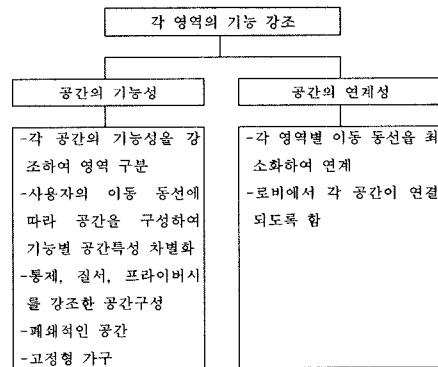 각 영역의 기능 강조
공간의 기능성
-각 공간의 기능성을 강
조하여 영역 구분
-사용자의 이동 동선에
따라 공간을 구성하여
기능별 공간특성 차별화
-통제, 질서, 프라이버시
를 강조한 공간구성
-폐쇄적인 공간
-고정형 가구
공간의 연계성
-각 영역별 이동 동선을 최
소화하여 연계
-로비에서 각 공간이 연결
되도록 함